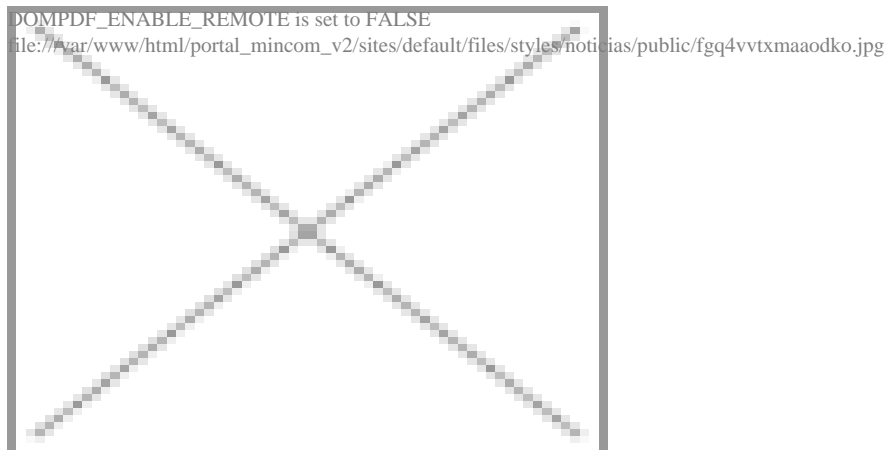 DOMPDF_ENABLE_REMOTE is set to FALSE
file:///var/www/html/portal_mincom_v2/sites/default/files/styles/noticias/public/fgq4vvtxmaaodko.jpg